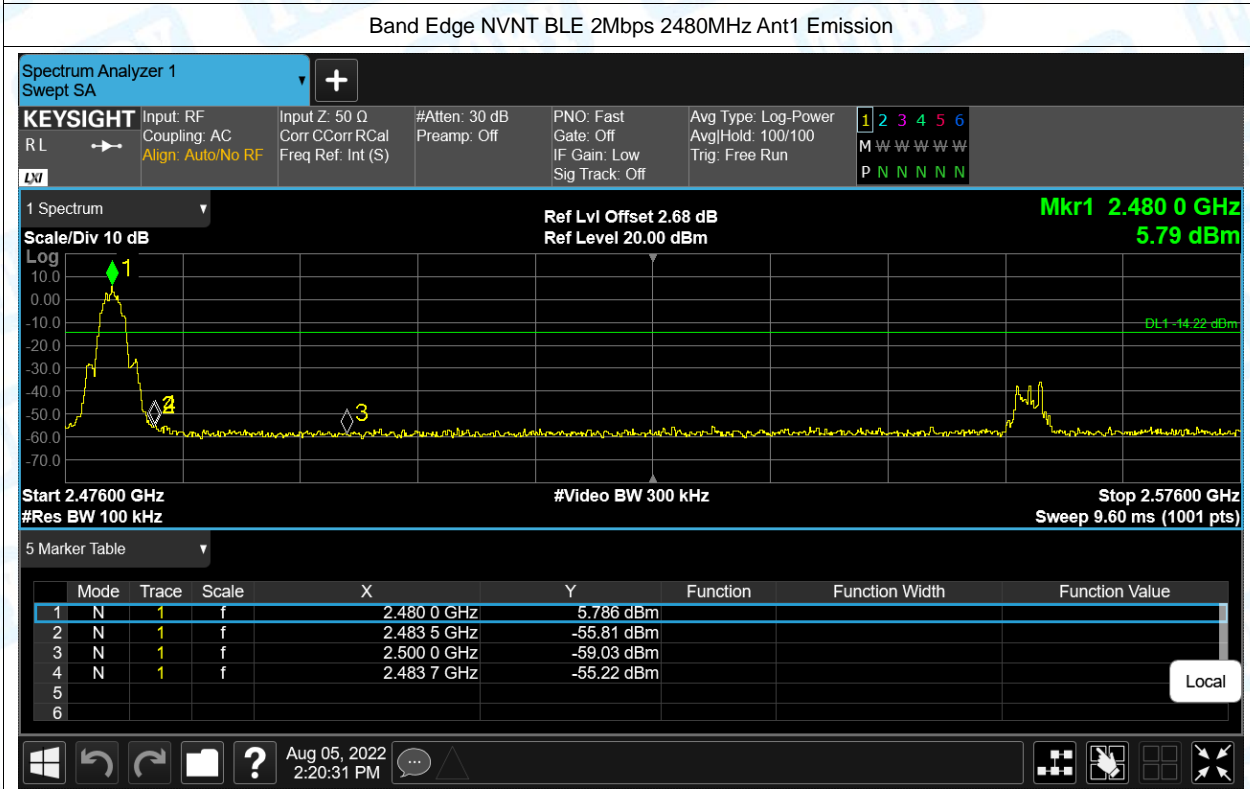 Band Edge NVNT BLE 2Mbps 2480MHz Ant1 Emission
Spectrum Analyzer 1
Swept SA
KEYSIGHT Input: RF Input Z: 50 Ω #Atten: 30 dB PNO: Fast Avg Type: Log-Power 1 2 3 4 5 6
RL Coupling: AC Corr CCorr RCal Preamp: Off Gate: Off Avg|Hold: 100/100 M W W W W W
Align: Auto/No RF Freq Ref: Int (S) IF Gain: Low Trig: Free Run
LXI Sig Track: Off P N N N N N
1 Spectrum Ref Lvl Offset 2.68 dB Mkr1 2.480 0 GHz
Scale/Div 10 dB Ref Level 20.00 dBm 5.79 dBm
Log
1
10.0
0.00
-10.0
DL1 -14.22 dBm
-20.0
-30.0
-40.0
2 3
-50.0
-60.0
-70.0
Start 2.47600 GHz #Video BW 300 kHz Stop 2.57600 GHz
#Res BW 100 kHz Sweep 9.60 ms (1001 pts)
5 Marker Table
Mode Trace Scale X Y Function Function Width Function Value
1 N 1 f 2.480 0 GHz 5.786 dBm
2 N 1 f 2.483 5 GHz -55.81 dBm
3 N 1 f 2.500 0 GHz -59.03 dBm
4 N 1 f 2.483 7 GHz -55.22 dBm
Local
5
6
? Aug 05, 2022
2:20:31 PM